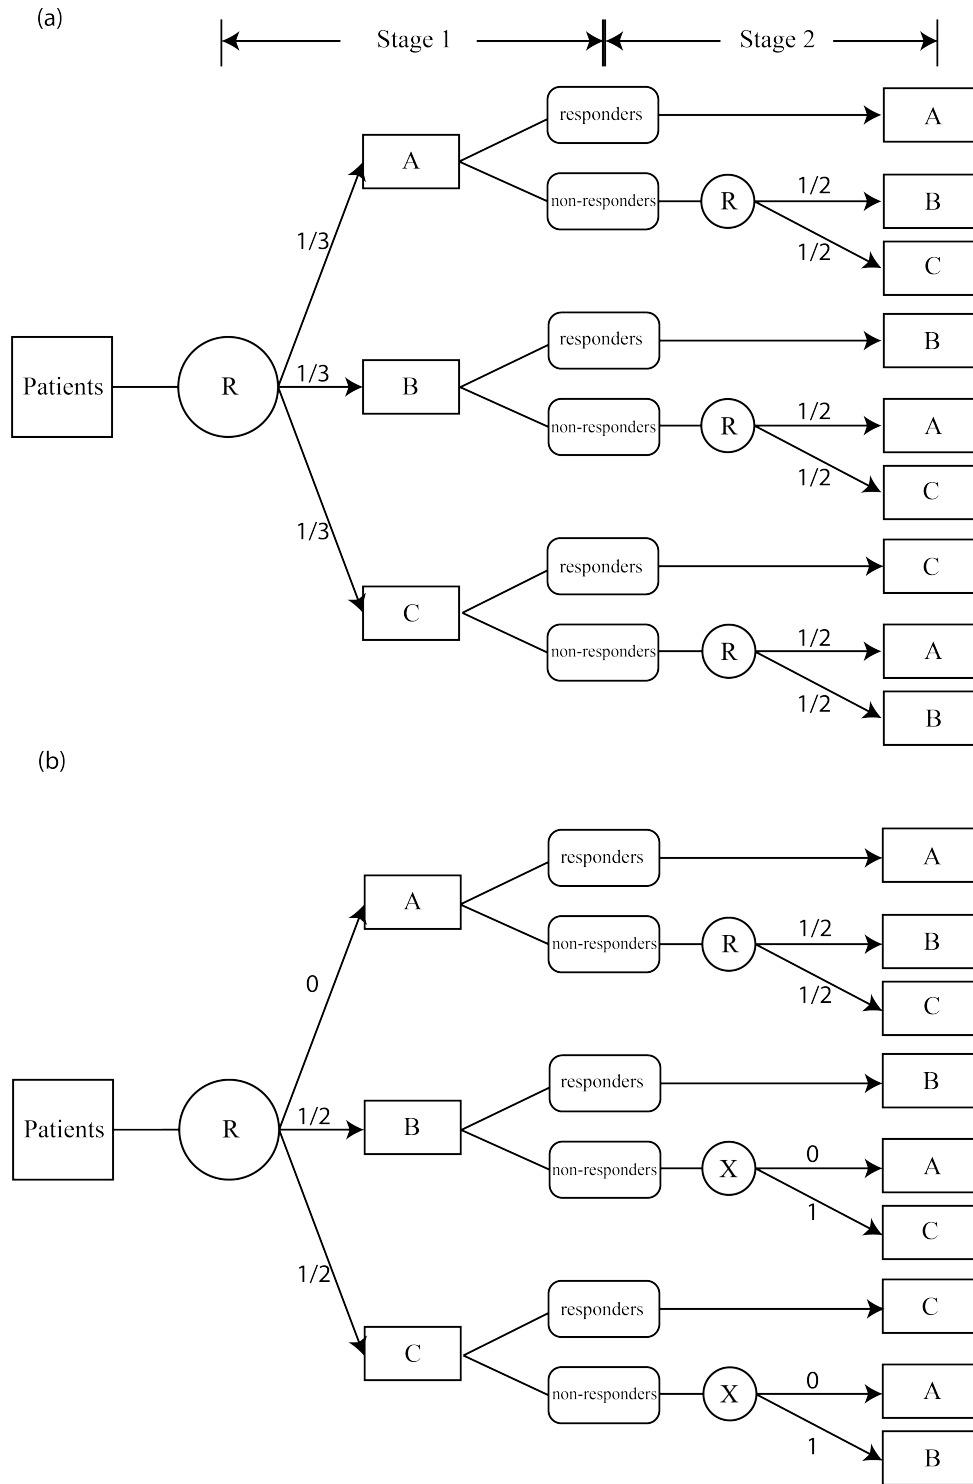 (a)
Stage 1
Stage 2
responders
A
A
non-responders
R
1/2
B
1/2
C
1/3
responders
B
Patients
R
1/3
B
non-responders
R
1/2
A
1/2
C
1/3
responders
C
C
non-responders
R
1/2
A
1/2
B
(b)
responders
A
A
non-responders
R
1/2
B
1/2
C
0
responders
B
Patients
R
1/2
B
non-responders
X
0
A
1
C
1/2
responders
C
C
non-responders
X
0
A
1
B